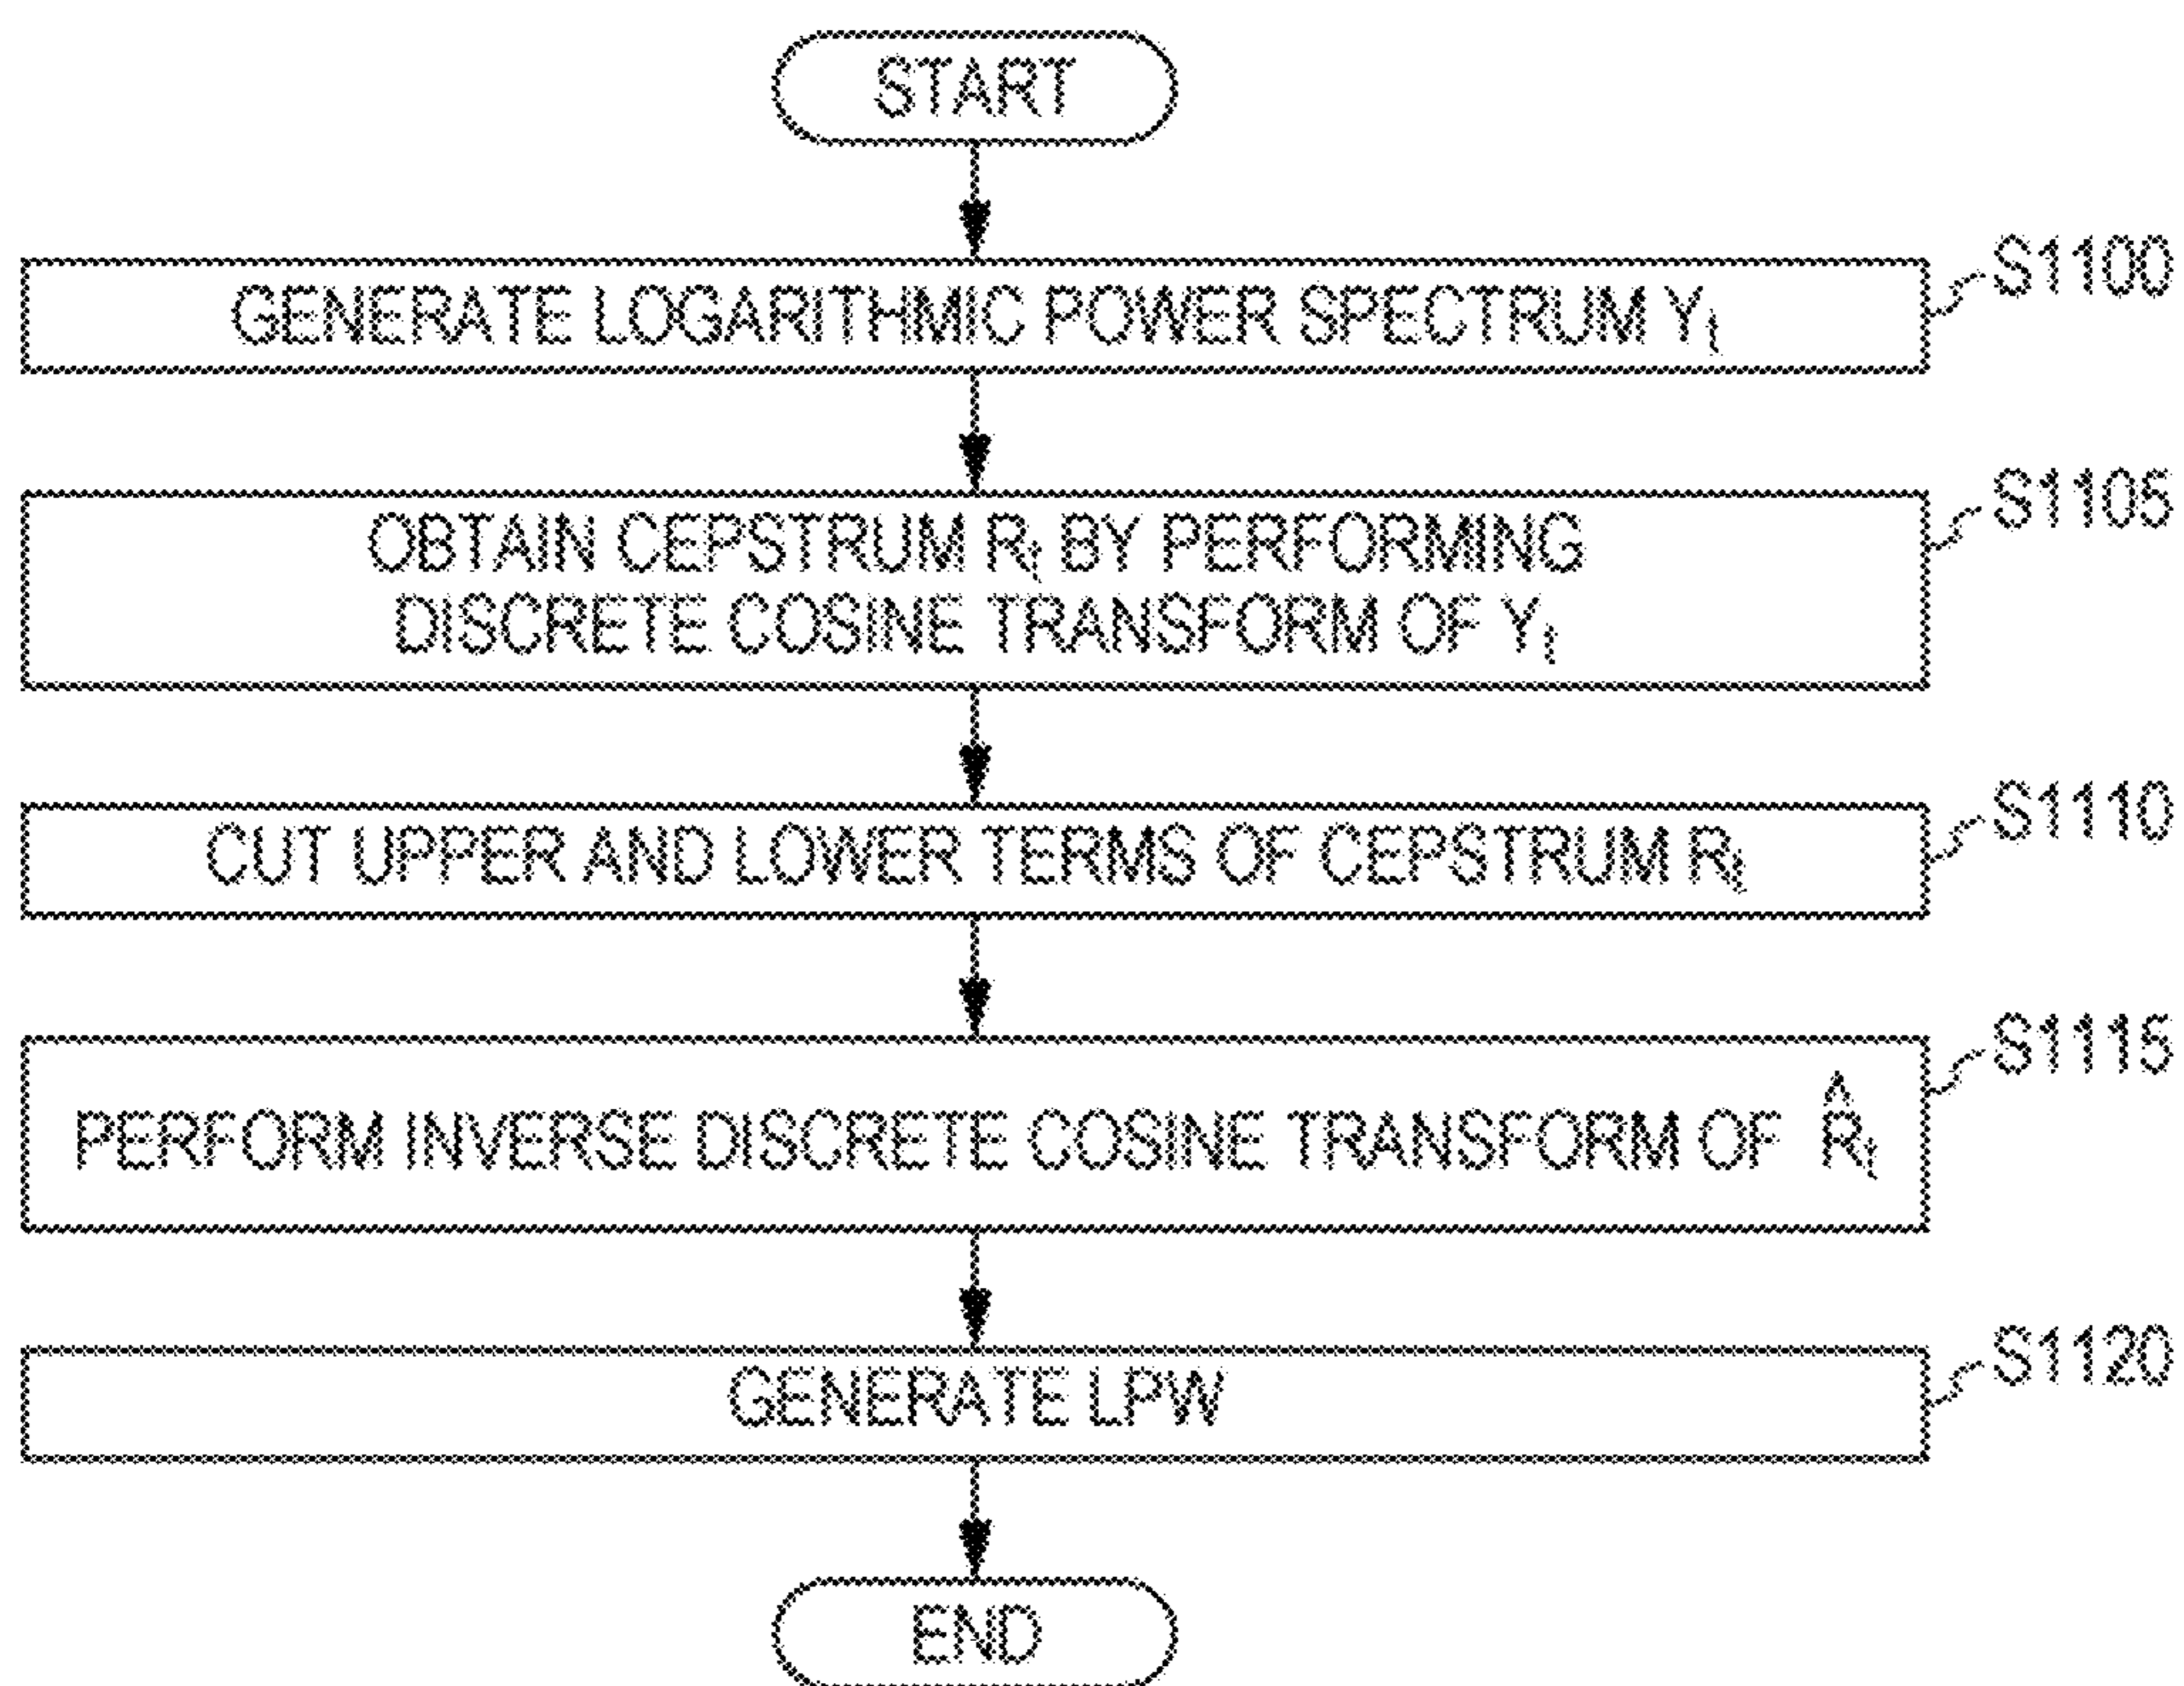 START
GENERATE LOGARITHMIC POWER SPECTRUM Yt
S1100
OBTAIN CEPSTRUM Rt BY PERFORMING
DISCRETE COSINE TRANSFORM OF Yt
S1105
CUT UPPER AND LOWER TERMS OF CEPSTRUM Rt
S1110
PERFORM INVERSE DISCRETE COSINE TRANSFORM OF R̂t
S1115
GENERATE LPW
S1120
END